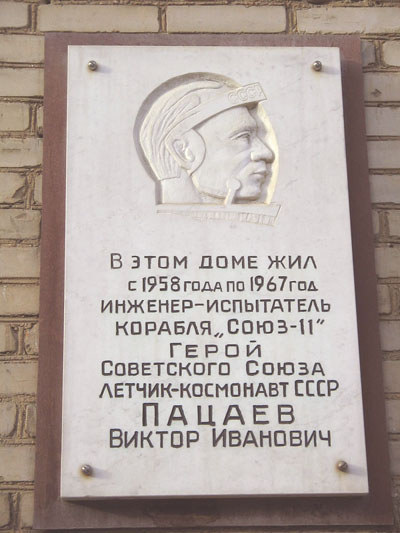 СССР
В ЭТОМ ДОМЕ ЖИЛ
С 1958 ГОДА ПО 1967 ГОД
ИНЖЕНЕР-ИСПЫТАТЕЛЬ
КОРАБЛЯ „СОЮЗ-11"
ГЕРОЙ
СОВЕТСКОГО СОЮЗА
ЛЕТЧИК-КОСМОНАВТ СССР
ПАЦАЕВ
ВИКТОР ИВАНОВИЧ